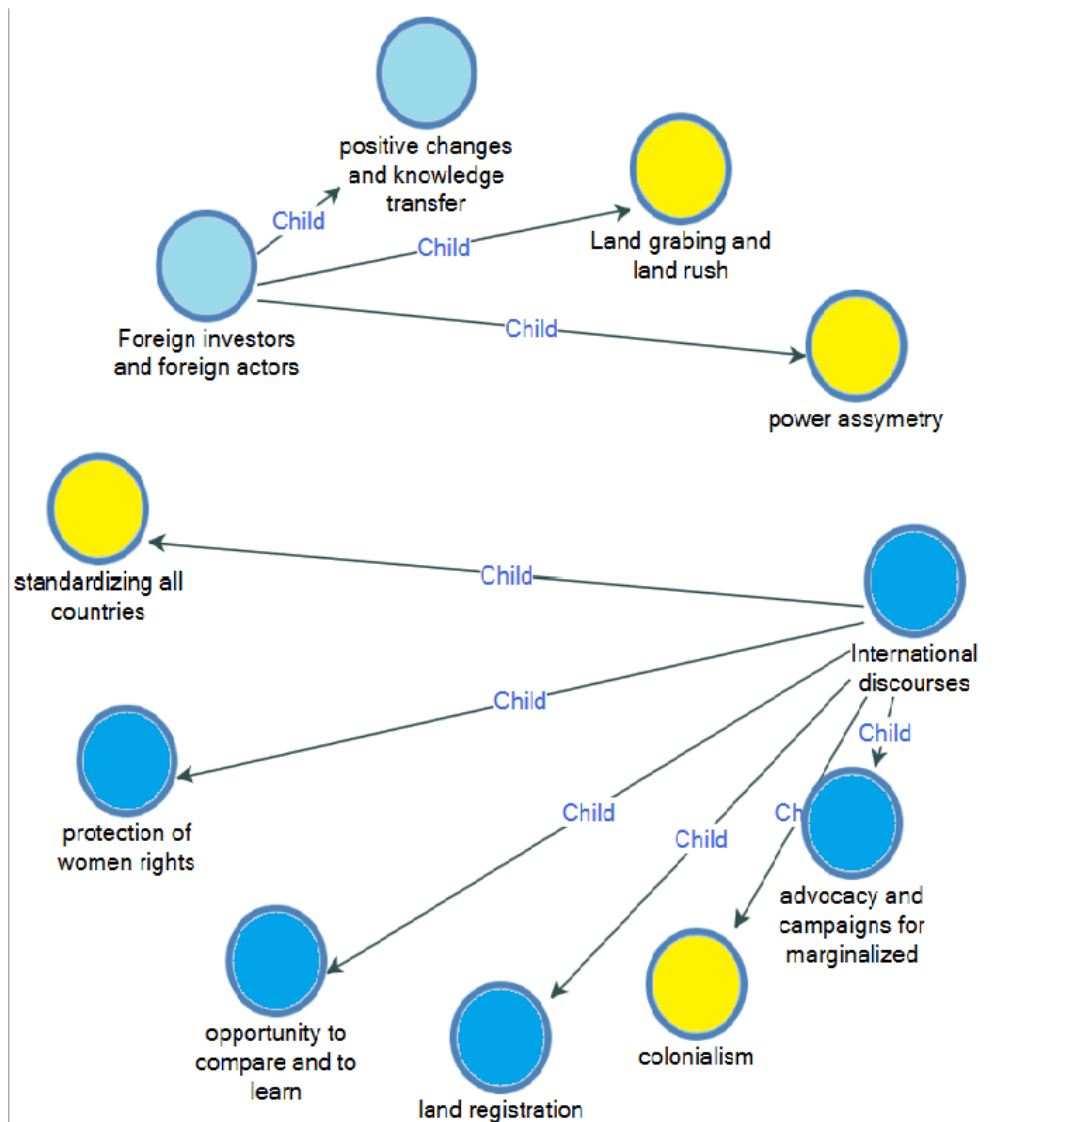 positive changes
and knowledge
transfer
Child
Land grabing and
land rush
Child
Foreign investors
and foreign actors
Child
power assymetry
standardizing all
countries
Child
International
discourses
Child
Child
protection of
women rights
Child
Child
Ch
advocacy and
campaigns for
marginalized
opportunity to
compare and to
learn
colonialism
land registration